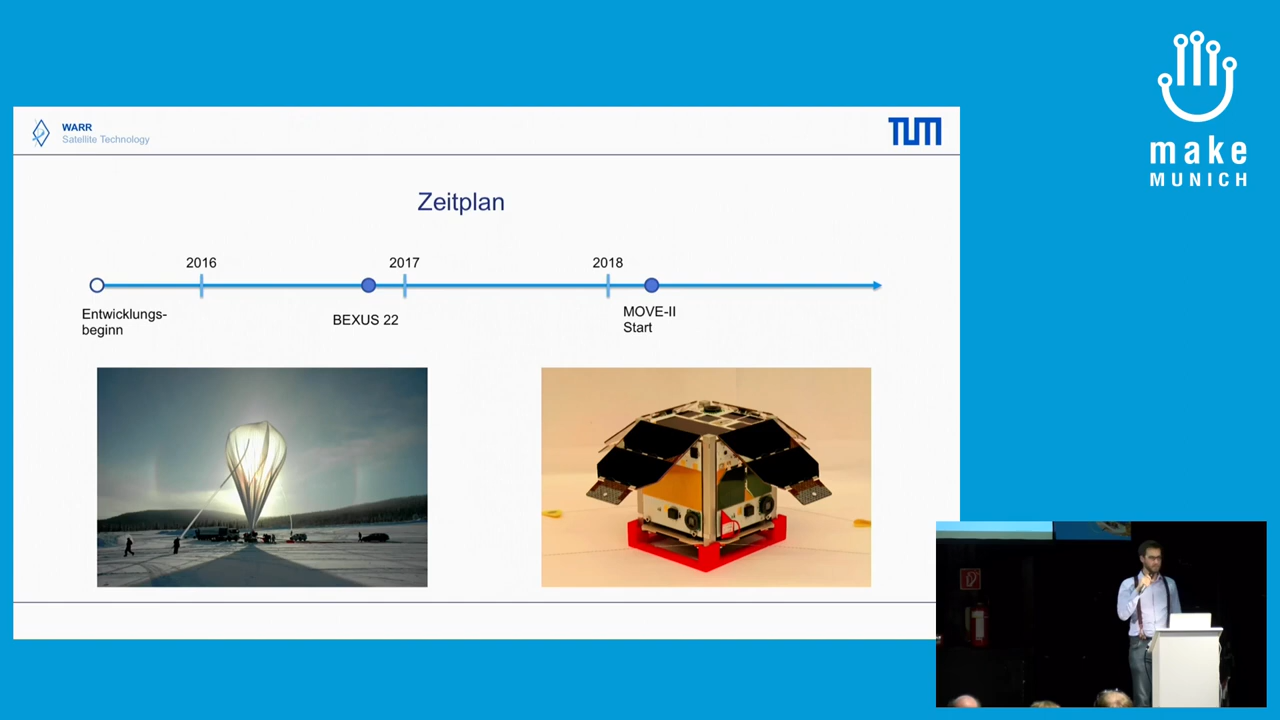 WARR
Satellite Technology
TUM
make
MUNICH
Zeitplan
2016
2017
2018
Entwicklungs-
beginn
BEXUS 22
MOVE-II
Start